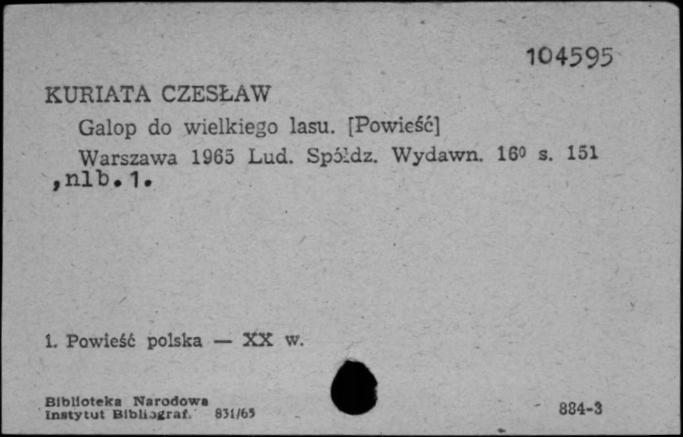 104595
KURIATA CZESŁAW
Galop do wielkiego lasu. [Powieść]
Warszawa 1965 Lud. Spółdz. Wydawn. 16⁰ s. 151
,nlb.1.
1. Powieść polska — XX w.
Biblioteka Narodowa
Instytut Bibliograf. 831/65
884-3